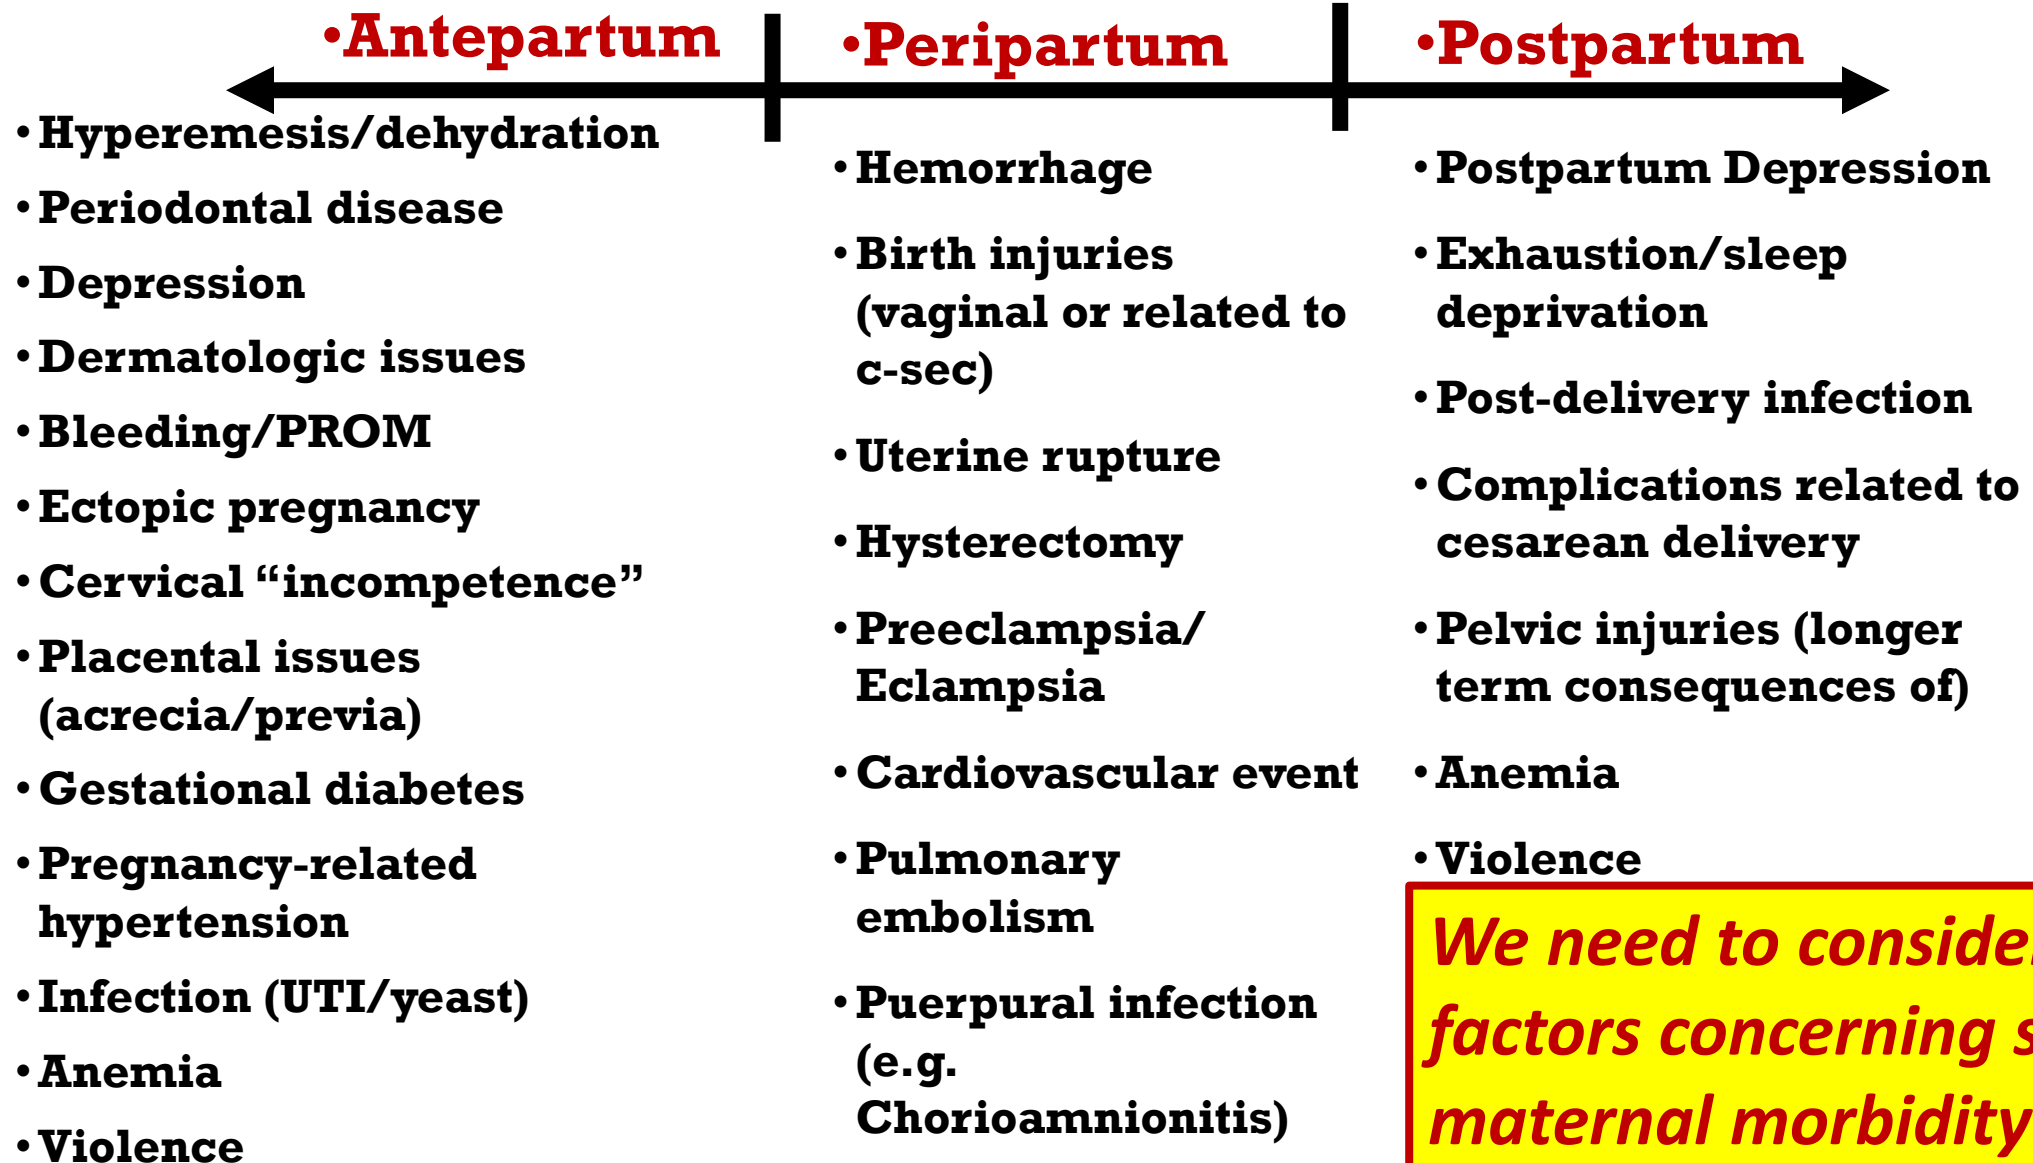 •Antepartum
•Hyperemesis/dehydration
•Periodontal disease
•Depression
•Dermatologic issues
•Bleeding/PROM
•Ectopic pregnancy
•Cervical “incompetence”
•Placental issues
(acrecia/previa)
•Gestational diabetes
•Pregnancy-related
hypertension
•Infection (UTI/yeast)
•Anemia
•Violence
•Peripartum
•Hemorrhage
•Birth injuries
(vaginal or related to
c-sec)
•Uterine rupture
•Hysterectomy
•Preeclampsia/
Eclampsia
•Cardiovascular event
•Pulmonary
embolism
•Puerpural infection
(e.g.
Chorioamnionitis)
•Postpartum
•Postpartum Depression
•Exhaustion/sleep
deprivation
•Post-delivery infection
•Complications related to
cesarean delivery
•Pelvic injuries (longer
term consequences of)
•Anemia
•Violence
We need to conside
factors concerning s
maternal morbidity